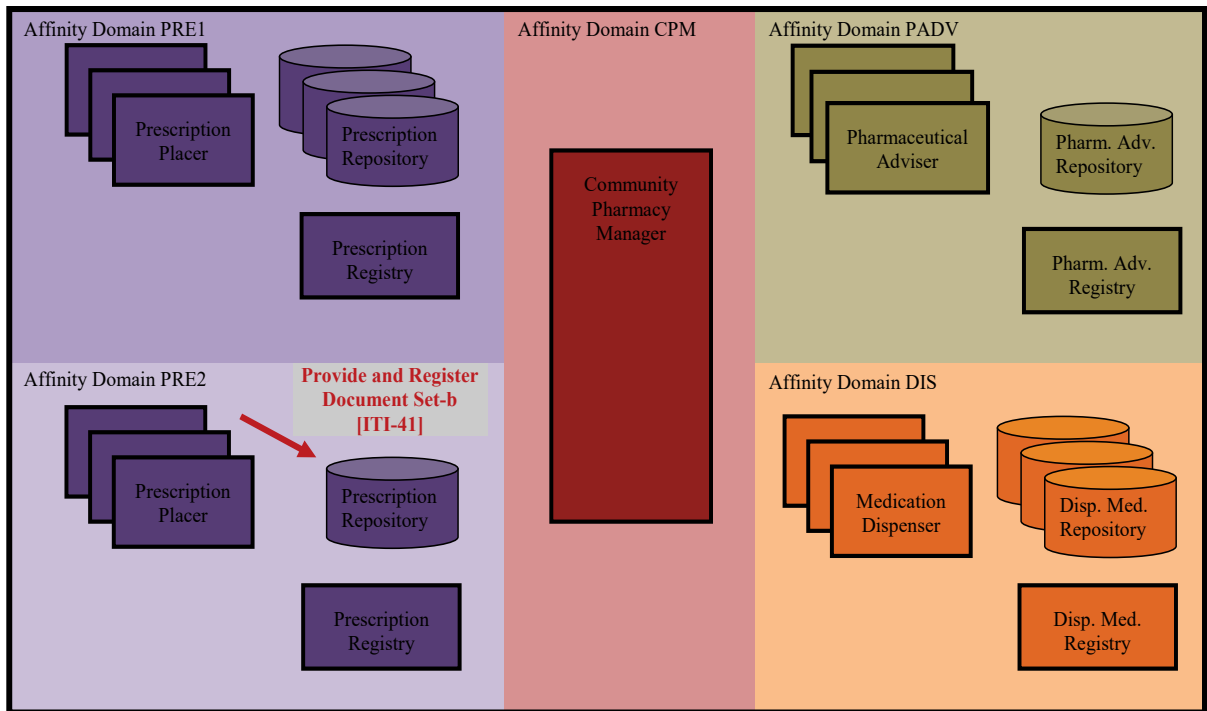 Affinity Domain PRE1
Prescription
Placer
Prescription
Repository
Prescription
Registry
Affinity Domain CPM
Community
Pharmacy
Manager
Affinity Domain PADV
Pharmaceutical
Adviser
Pharm. Adv.
Repository
Pharm. Adv.
Registry
Affinity Domain PRE2
Provide and Register
Document Set-b
[ITI-41]
Prescription
Placer
Prescription
Repository
Prescription
Registry
Affinity Domain DIS
Medication
Dispenser
Disp. Med.
Repository
Disp. Med.
Registry